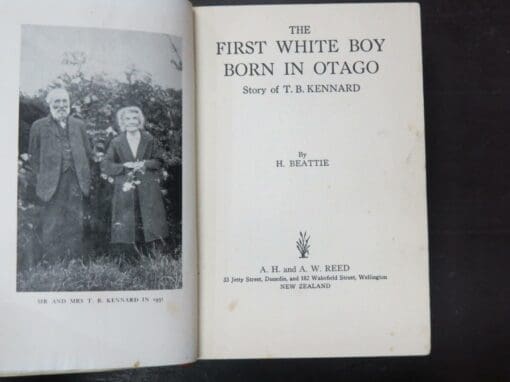 MR AND MRS T. B. KENNARD IN 1931
THE
FIRST WHITE BOY
BORN IN OTAGO
Story of T. B. KENNARD
By
H. BEATTIE
A. H. and A. W. REED
33 Jetty Street, Dunedin, and 182 Wakefield Street, Wellington
NEW ZEALAND